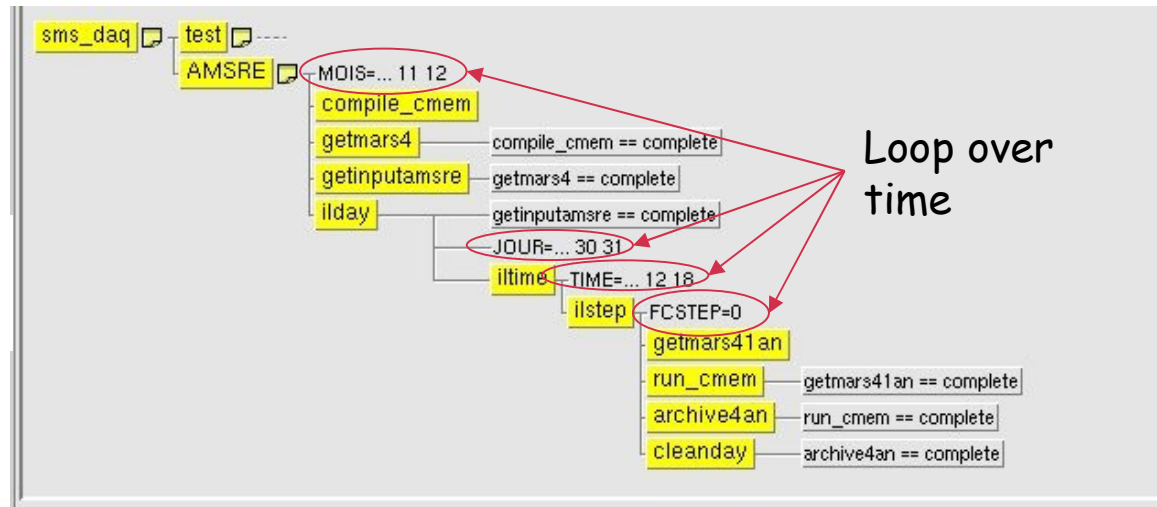 sms_daq test ----
AMSRE MOIS=... 11 12
compile_cmem
getmars4 compile_cmem == complete
getinputamsre getmars4 == complete
ilday getinputamsre == complete
JOUR=... 30 31
iltime TIME=... 12 18
ilstep FCSTEP=0
getmars41an
run_cmem getmars41an == complete
archive4an run_cmem == complete
cleanday archive4an == complete
Loop over
time